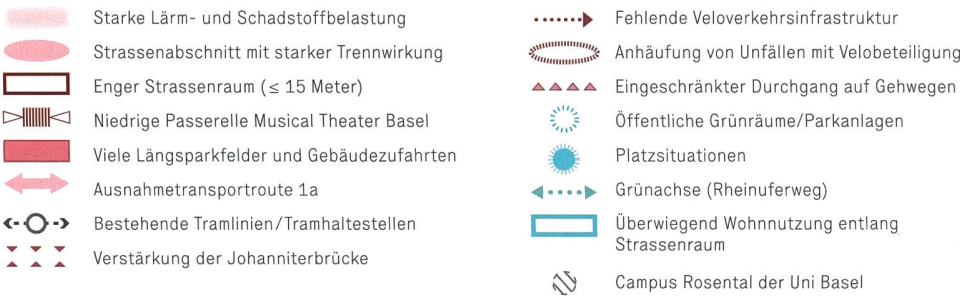 Starke Lärm- und Schadstoffbelastung
Strassenabschnitt mit starker Trennwirkung
Enger Strassenraum (≤ 15 Meter)
Niedrige Passerelle Musical Theater Basel
Viele Längsparkfelder und Gebäudezufahrten
Ausnahmetransportroute 1a
Bestehende Tramlinien/Tramhaltestellen
Verstärkung der Johanniterbrücke
Fehlende Veloverkehrsinfrastruktur
Anhäufung von Unfällen mit Velobeteiligung
Eingeschränkter Durchgang auf Gehwegen
Öffentliche Grünräume/Parkanlagen
Platzsituationen
Grünachse (Rheinuferweg)
Überwiegend Wohnnutzung entlang
Strassenraum
Campus Rosental der Uni Basel